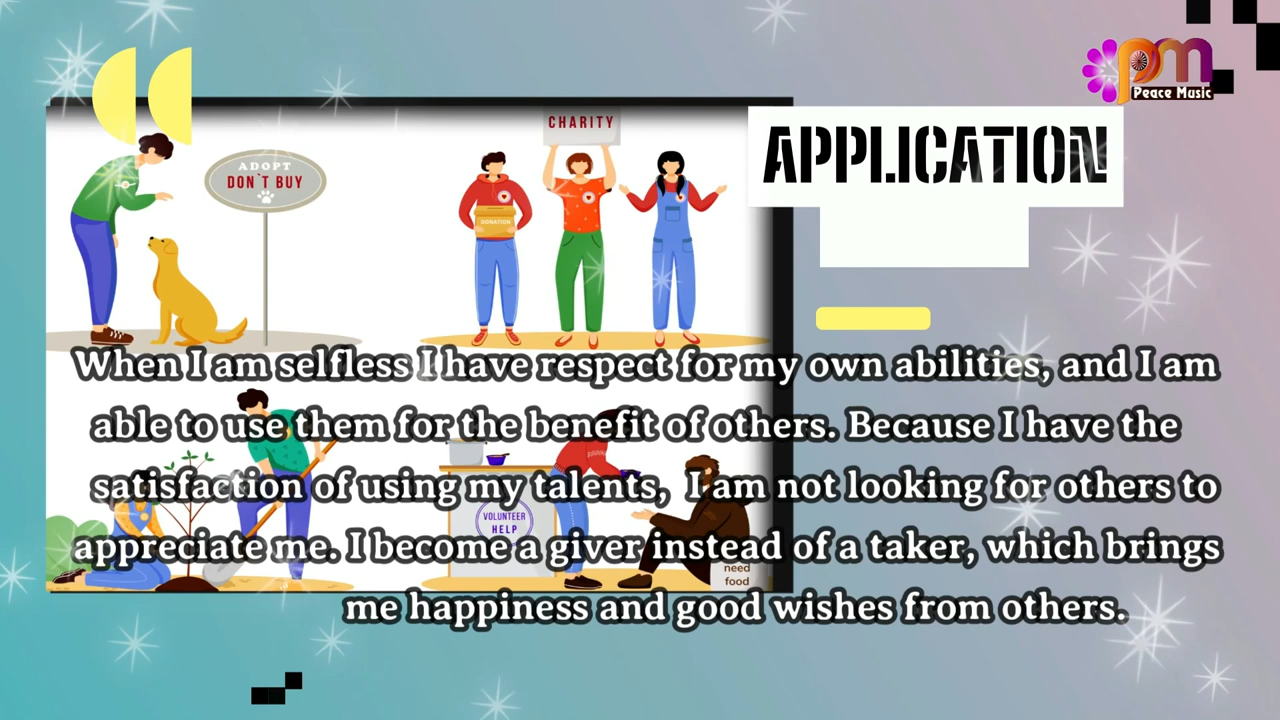 pm
Peace Music
CHARITY
APPLICATION
ADOPT
DON'T BUY
DONATION
When I am selfless I have respect for my own abilities, and I am
able to use them for the benefit of others. Because I have the
satisfaction of using my talents, I am not looking for others to
appreciate me. I become a giver instead of a taker, which brings
me happiness and good wishes from others.
VOLUNTEER
HELP
need
food